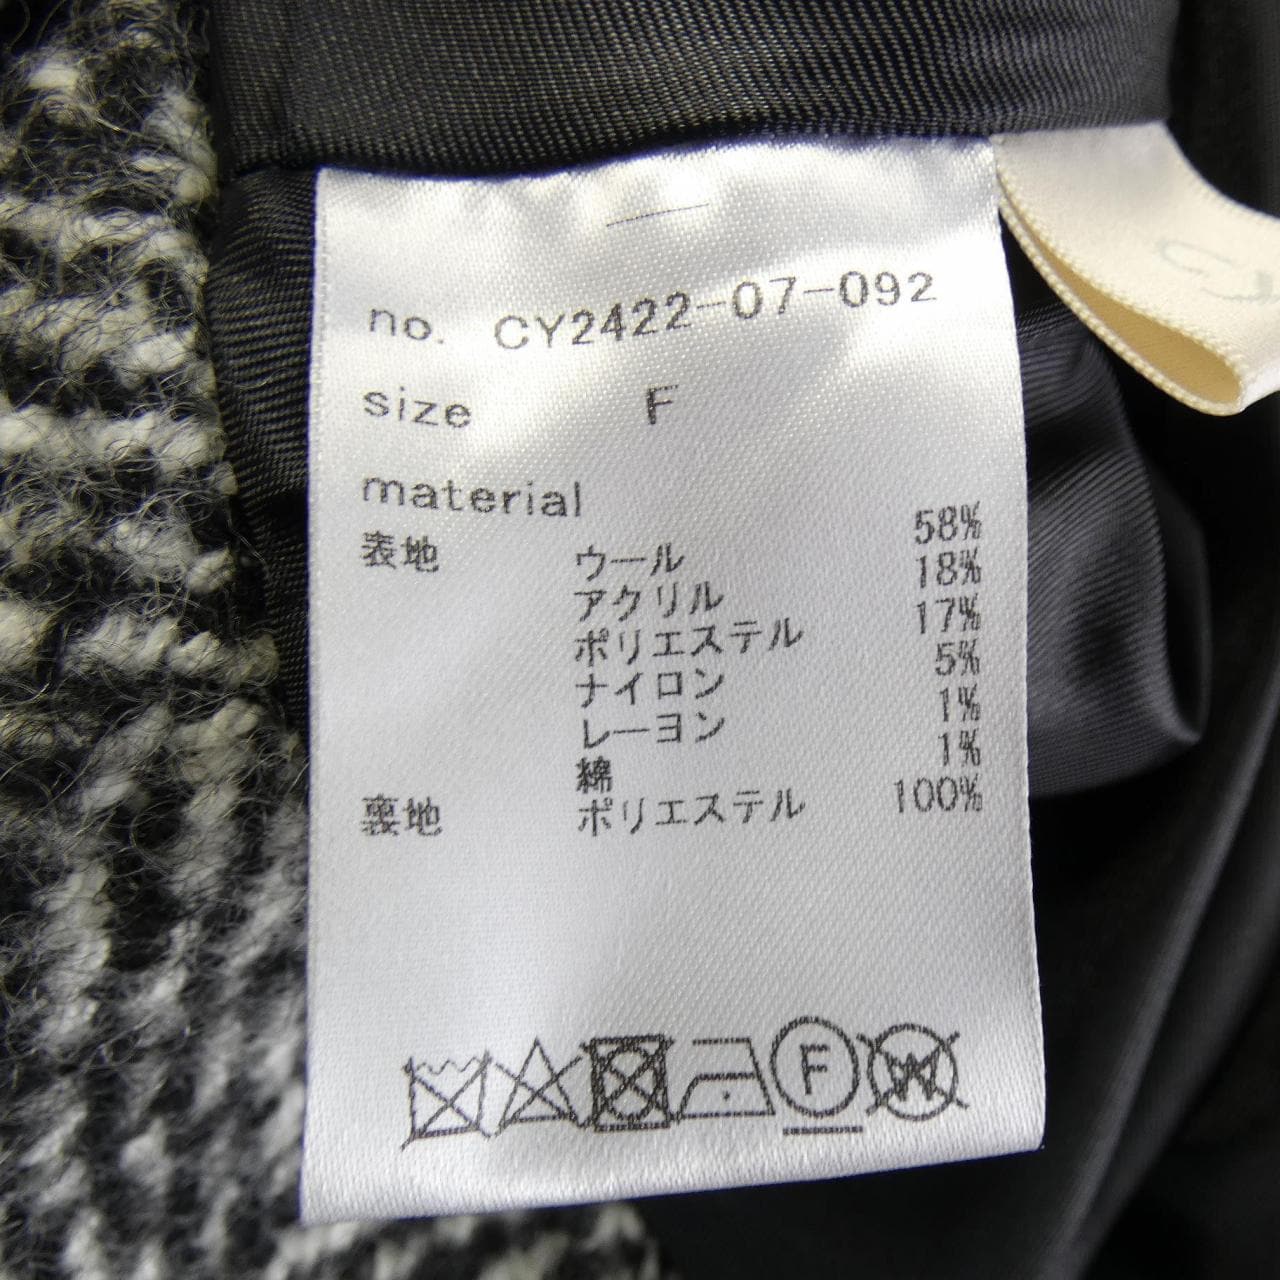 no. CY2422-07-092
size F
material
表地 ウール 58%
アクリル 18%
ポリエステル 17%
ナイロン 5%
レーヨン 1%
綿 1%
裏地 ポリエステル 100%
F
W